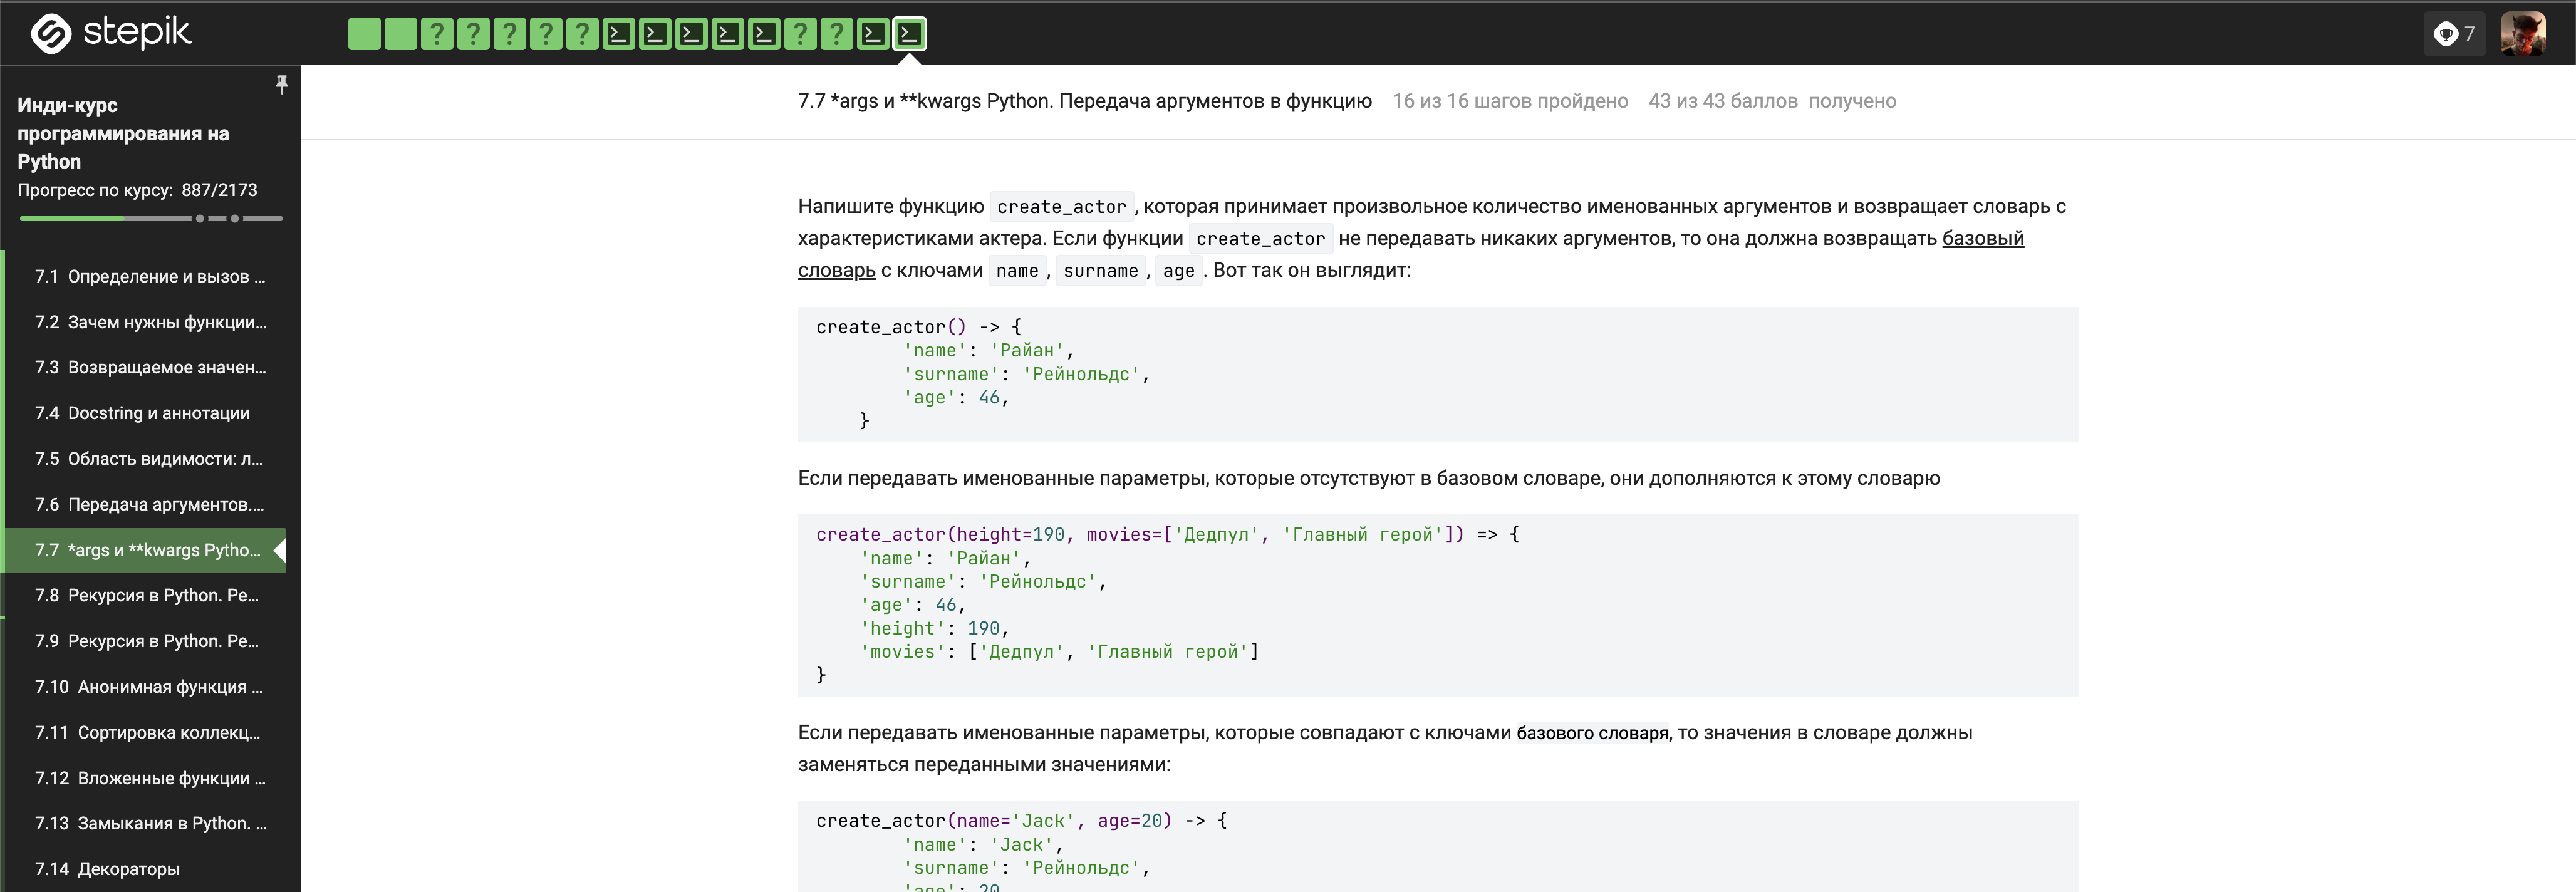 stepik
7
Инди-курс
программирования на
Python
Прогресс по курсу: 887/2173
7.1 Определение и вызов ...
7.2 Зачем нужны функции...
7.3 Возвращаемое значен...
7.4 Docstring и аннотации
7.5 Область видимости: л...
7.6 Передача аргументов....
7.7 *args и **kwargs Pytho...
7.8 Рекурсия в Python. Ре...
7.9 Рекурсия в Python. Ре...
7.10 Анонимная функция ...
7.11 Сортировка коллекц...
7.12 Вложенные функции ...
7.13 Замыкания в Python. ...
7.14 Декораторы
7.7 *args и **kwargs Python. Передача аргументов в функцию 16 из 16 шагов пройдено 43 из 43 баллов получено
Напишите функцию create_actor, которая принимает произвольное количество именованных аргументов и возвращает словарь с
характеристиками актера. Если функции create_actor не передавать никаких аргументов, то она должна возвращать базовый
словарь с ключами name, surname, age. Вот так он выглядит:
create_actor() -> {
'name': 'Райан',
'surname': 'Рейнольдс',
'age': 46,
}
Если передавать именованные параметры, которые отсутствуют в базовом словаре, они дополняются к этому словарю
create_actor(height=190, movies=['Дедпул', 'Главный герой']) => {
'name': 'Райан',
'surname': 'Рейнольдс',
'age': 46,
'height': 190,
'movies': ['Дедпул', 'Главный герой']
}
Если передавать именованные параметры, которые совпадают с ключами базового словаря, то значения в словаре должны
заменяться переданными значениями:
create_actor(name='Jack', age=20) -> {
'name': 'Jack',
'surname': 'Рейнольдс',
'age': 20